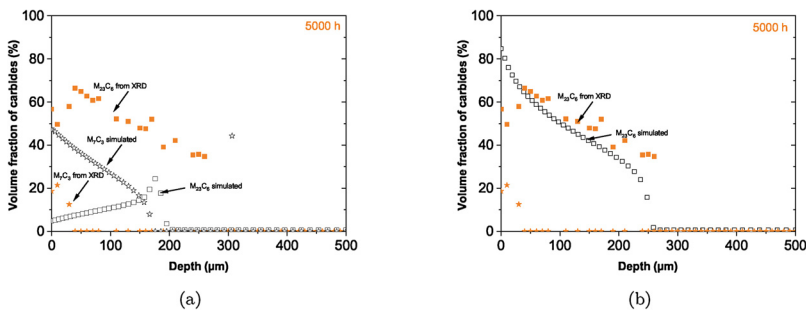 5000 h
Volume fraction of carbides (%)
100
80
60
40
20
0
M23C6 from XRD
M7C3 simulated
M7C3 from XRD
M23C6 simulated
0 100 200 300 400 500
Depth (µm)
(a)
5000 h
Volume fraction of carbides (%)
100
80
60
40
20
0
M23C6 from XRD
M23C6 simulated
0 100 200 300 400 500
Depth (µm)
(b)